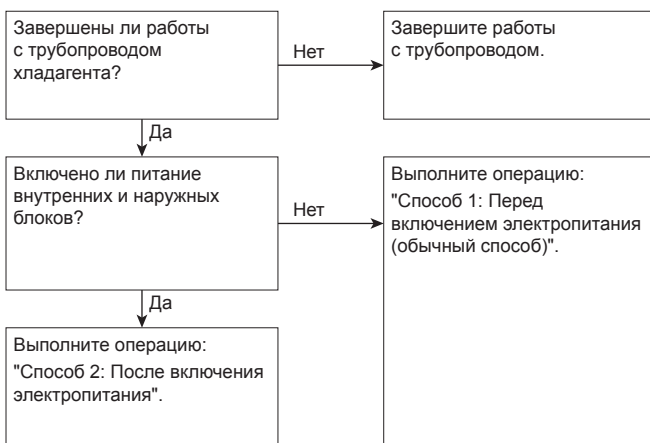 Завершены ли работы
с трубопроводом
хладагента?
Нет
Завершите работы
с трубопроводом.
Да
Включено ли питание
внутренних и наружных
блоков?
Нет
Выполните операцию:
"Способ 1: Перед
включением электропитания
(обычный способ)".
Да
Выполните операцию:
"Способ 2: После включения
электропитания".